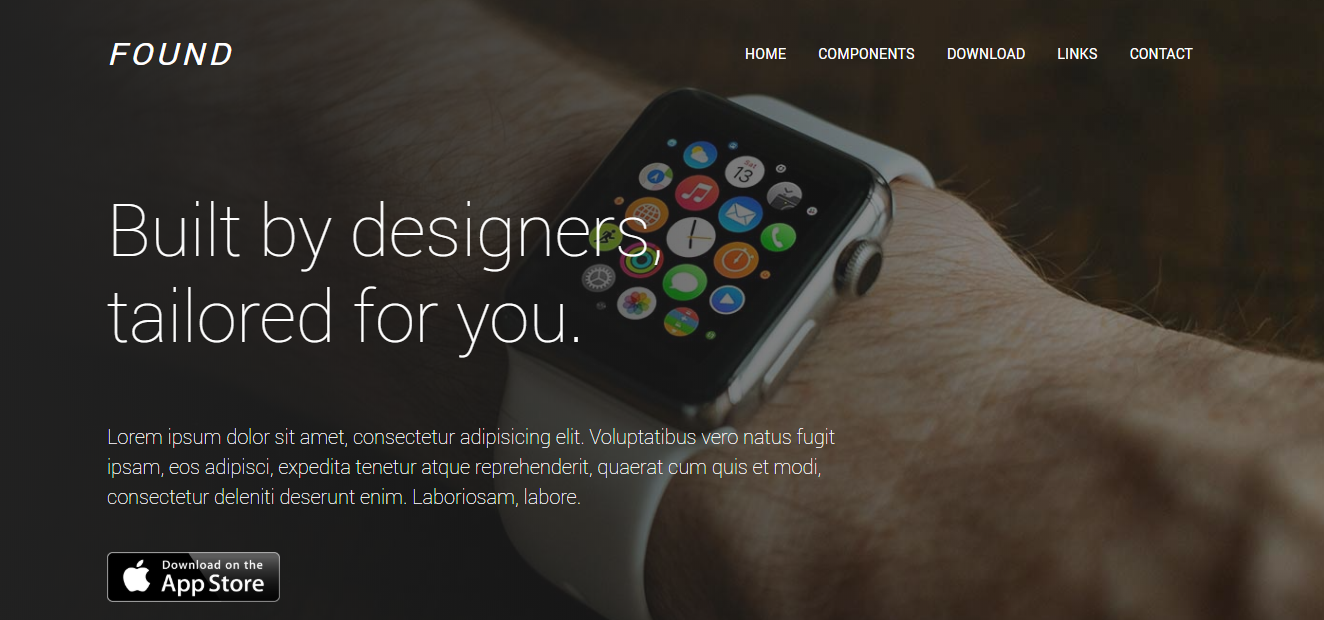 FOUND
HOME COMPONENTS DOWNLOAD LINKS CONTACT
Sat
13
Built by designers,
tailored for you.
Lorem ipsum dolor sit amet, consectetur adipisicing elit. Voluptatibus vero natus fugit
ipsam, eos adipisci, expedita tenetur atque reprehenderit, quaerat cum quis et modi,
consectetur deleniti deserunt enim. Laboriosam, labore.
Download on the
App Store